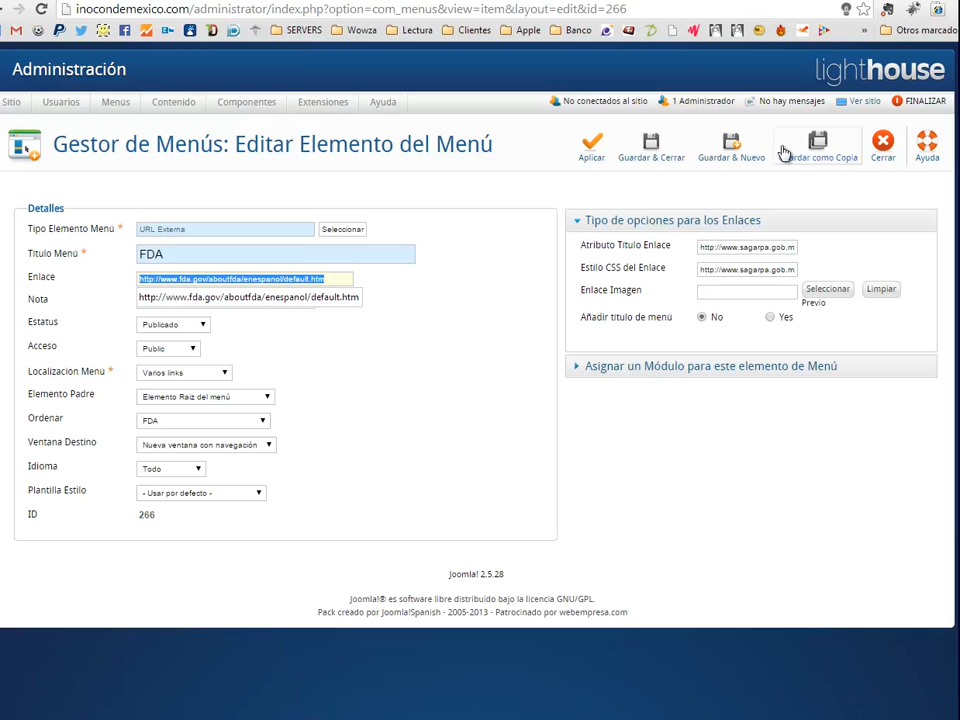 inocondemexico.com/administrator/index.php?option=com_menus&view=item&layout=edit&id=266
SERVERS Wowza Lectura Clientes Apple Banco » Otros marcado
Administración lighthouse
Sitio Usuarios Menús Contenido Componentes Extensiones Ayuda No conectados al sitio 1 Administrador No hay mensajes Ver sitio FINALIZAR
Gestor de Menús: Editar Elemento del Menú
Aplicar Guardar & Cerrar Guardar & Nuevo ardar como Copia Cerrar Ayuda
Detalles
Tipo Elemento Menú * URL Externa Seleccionar
Título Menú * FDA
Enlace http://www.fda.gov/aboutfda/enespanol/default.htm
http://www.fda.gov/aboutfda/enespanol/default.htm
Nota
Estatus Publicado
Acceso Public
Localizacion Menú * Varios links
Elemento Padre Elemento Raiz del menú
Ordenar FDA
Ventana Destino Nueva ventana con navegación
Idioma Todo
Plantilla Estilo - Usar por defecto -
ID 266
Tipo de opciones para los Enlaces
Atributo Titulo Enlace http://www.sagarpa.gob.m
Estilo CSS del Enlace http://www.sagarpa.gob.m
Enlace Imagen Seleccionar Limpiar
Previo
Añadir titulo de menú No Yes
Asignar un Módulo para este elemento de Menú
Joomla! 2.5.28
Joomla!® es software libre distribuido bajo la licencia GNU/GPL.
Pack creado por Joomla!Spanish - 2005-2013 - Patrocinado por webempresa.com